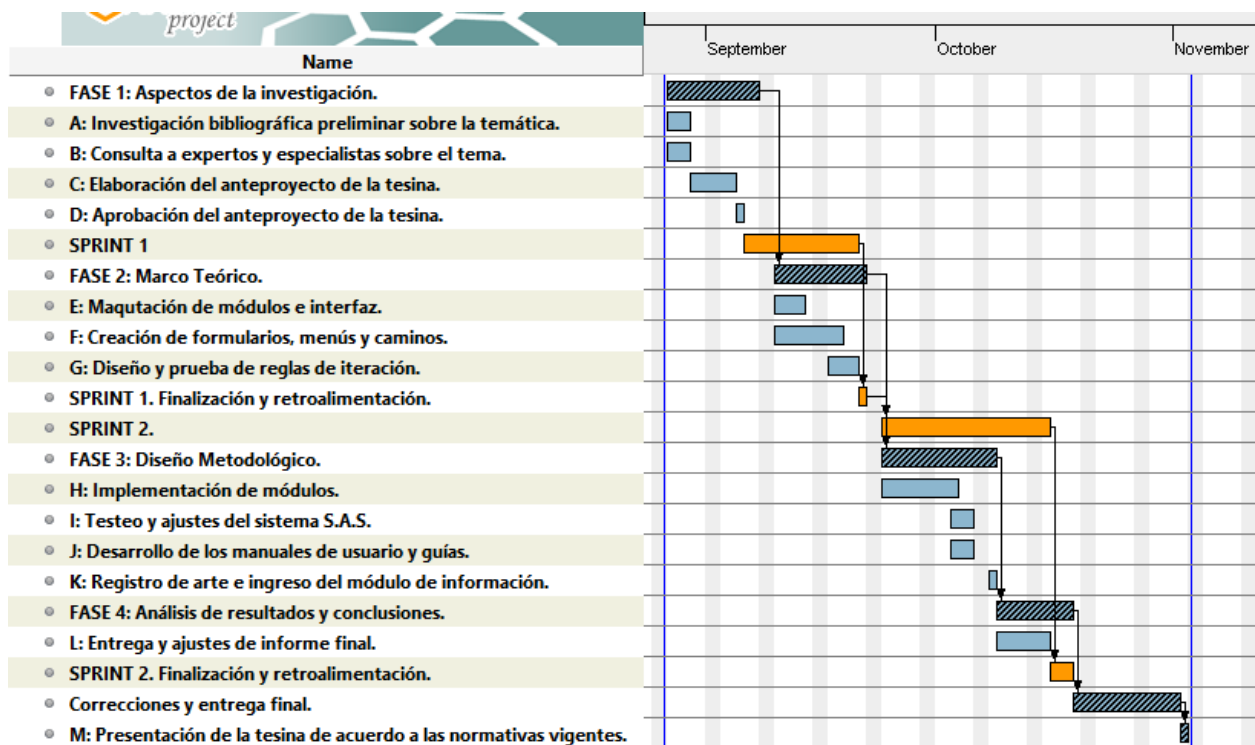 project
September
October
November
Name
FASE 1: Aspectos de la investigación.
A: Investigación bibliográfica preliminar sobre la temática.
B: Consulta a expertos y especialistas sobre el tema.
C: Elaboración del anteproyecto de la tesina.
D: Aprobación del anteproyecto de la tesina.
SPRINT 1
FASE 2: Marco Teórico.
E: Maqutación de módulos e interfaz.
F: Creación de formularios, menús y caminos.
G: Diseño y prueba de reglas de iteración.
SPRINT 1. Finalización y retroalimentación.
SPRINT 2.
FASE 3: Diseño Metodológico.
H: Implementación de módulos.
I: Testeo y ajustes del sistema S.A.S.
J: Desarrollo de los manuales de usuario y guías.
K: Registro de arte e ingreso del módulo de información.
FASE 4: Análisis de resultados y conclusiones.
L: Entrega y ajustes de informe final.
SPRINT 2. Finalización y retroalimentación.
Correcciones y entrega final.
M: Presentación de la tesina de acuerdo a las normativas vigentes.